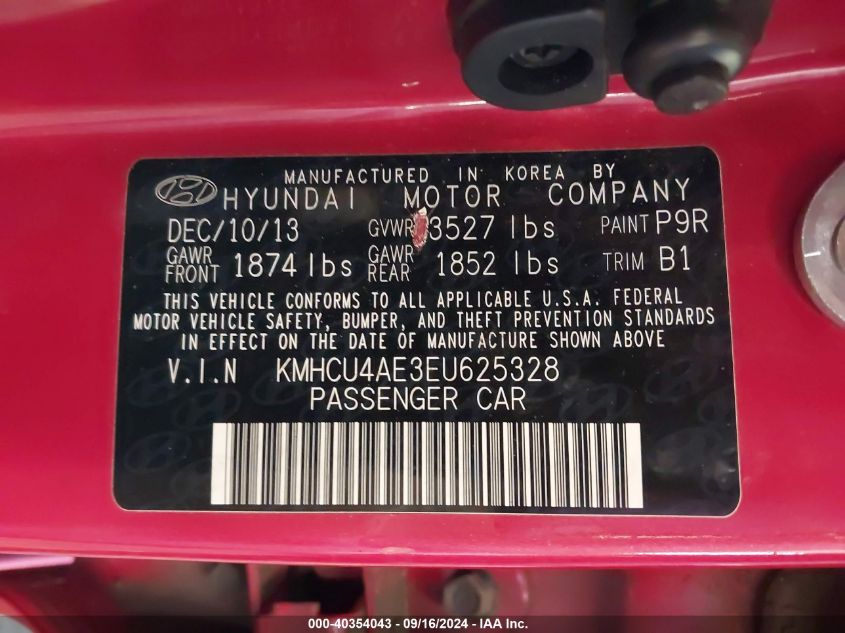 MANUFACTURED IN KOREA BY
HYUNDAI MOTOR COMPANY
DEC/10/13 GVWR 3527 lbs PAINT P9R
GAWR FRONT 1874 lbs GAWR REAR 1852 lbs TRIM B1
THIS VEHICLE CONFORMS TO ALL APPLICABLE U.S.A. FEDERAL
MOTOR VEHICLE SAFETY, BUMPER, AND THEFT PREVENTION STANDARDS
IN EFFECT ON THE DATE OF MANUFACTURE SHOWN ABOVE
V.I.N KMHCU4AE3EU625328
PASSENGER CAR
000-40354043 - 09/16/2024 - IAA Inc.